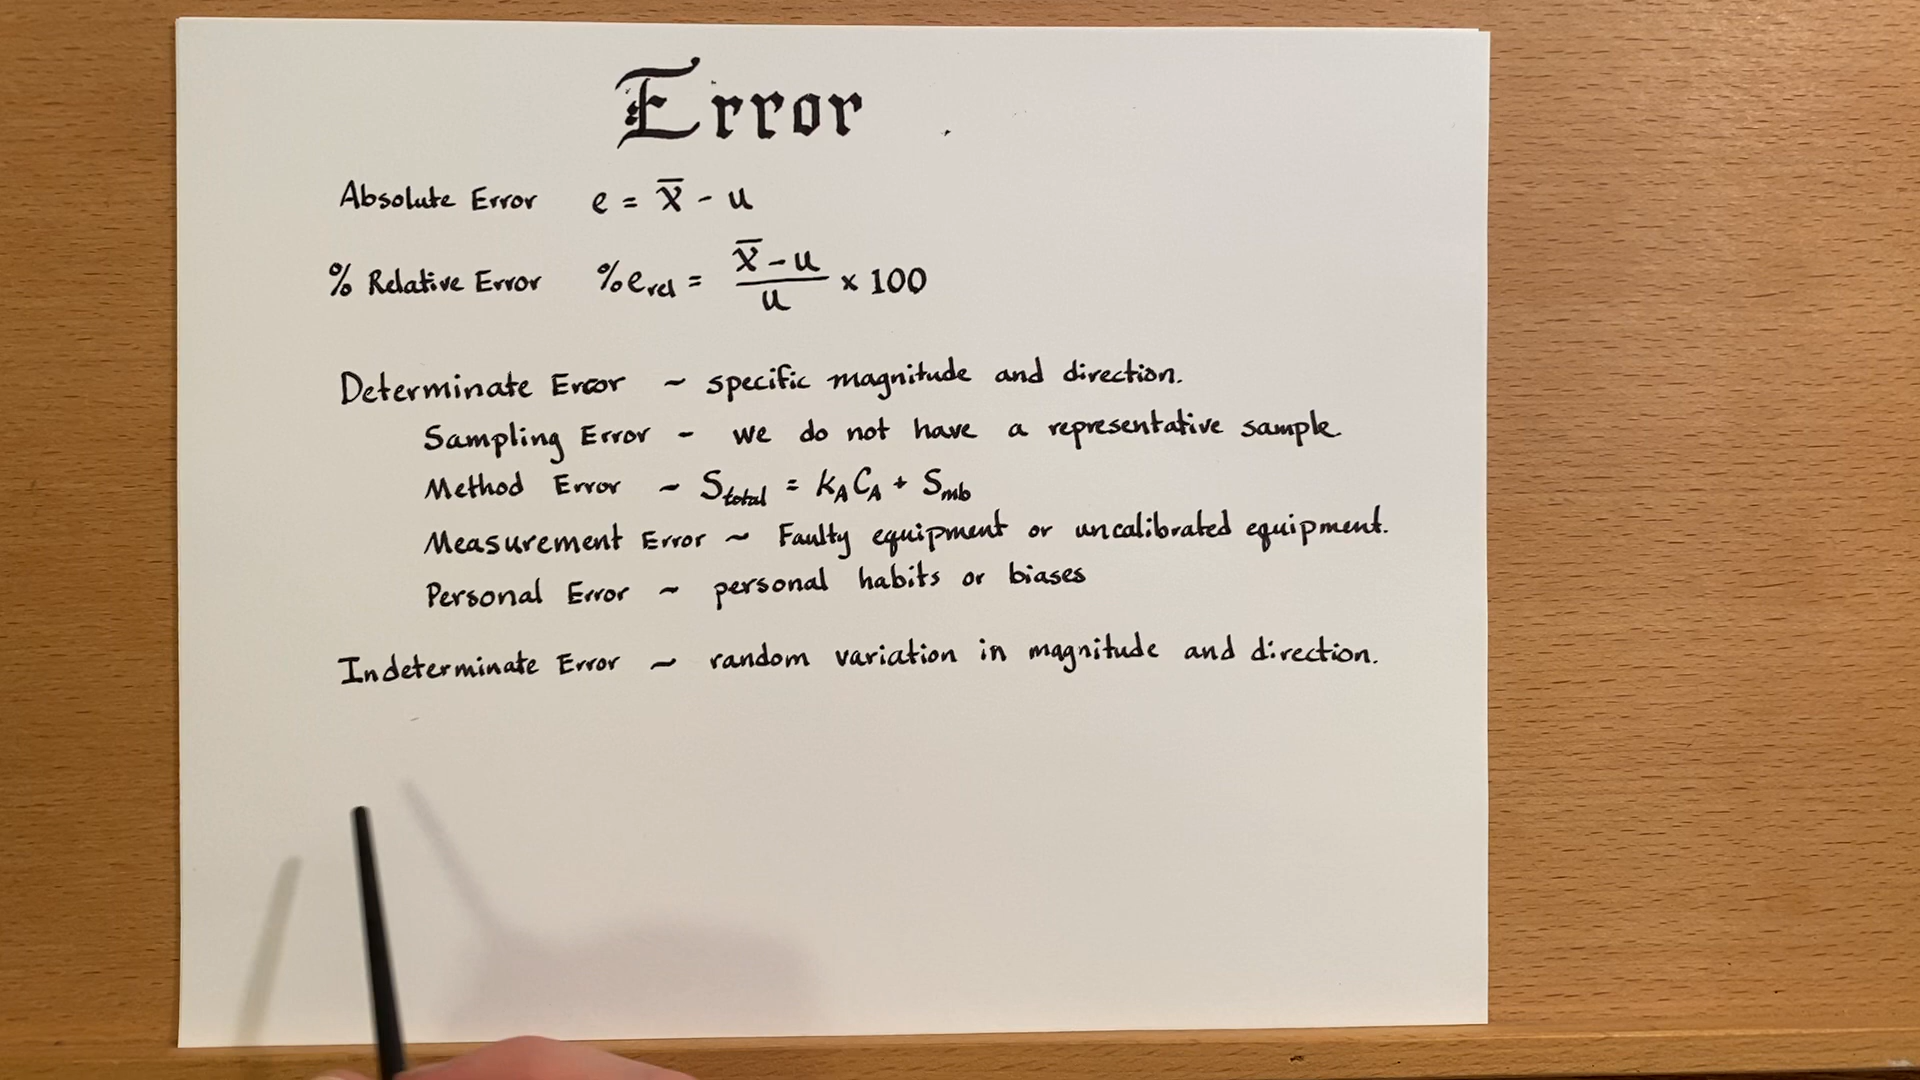 Error
Absolute Error e = x̄ - u
% Relative Error %e_rel = (x̄ - u)/u × 100
Determinate Error ~ specific magnitude and direction.
Sampling Error - we do not have a representative sample.
Method Error ~ S_total = k_A C_A + S_mb
Measurement Error ~ Faulty equipment or uncalibrated equipment.
Personal Error ~ personal habits or biases
Indeterminate Error ~ random variation in magnitude and direction.